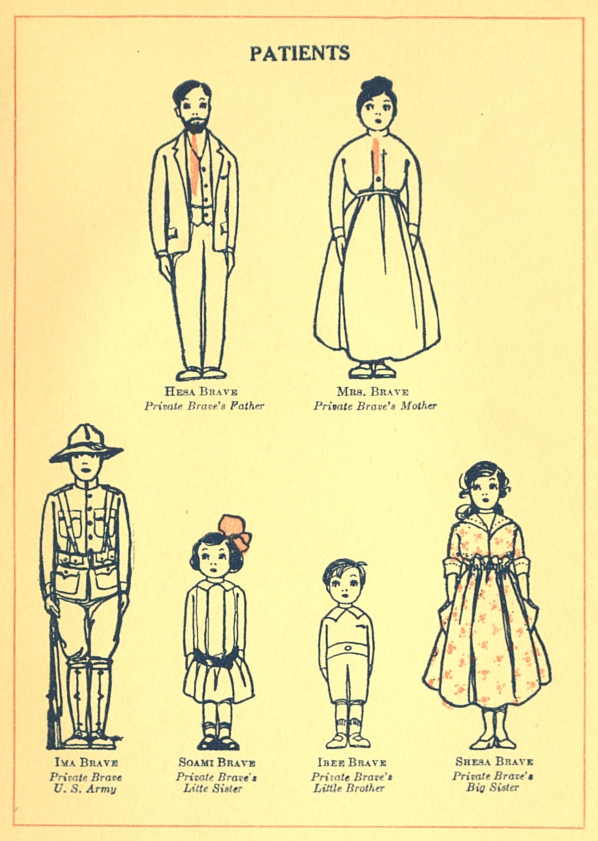 PATIENTS
HESA BRAVE
Private Brave's Father
MRS. BRAVE
Private Brave's Mother
IMA BRAVE
Private Brave
U. S. Army
SOAMI BRAVE
Private Brave's
Litte Sister
IBEE BRAVE
Private Brave's
Little Brother
SHESA BRAVE
Private Brave's
Big Sister